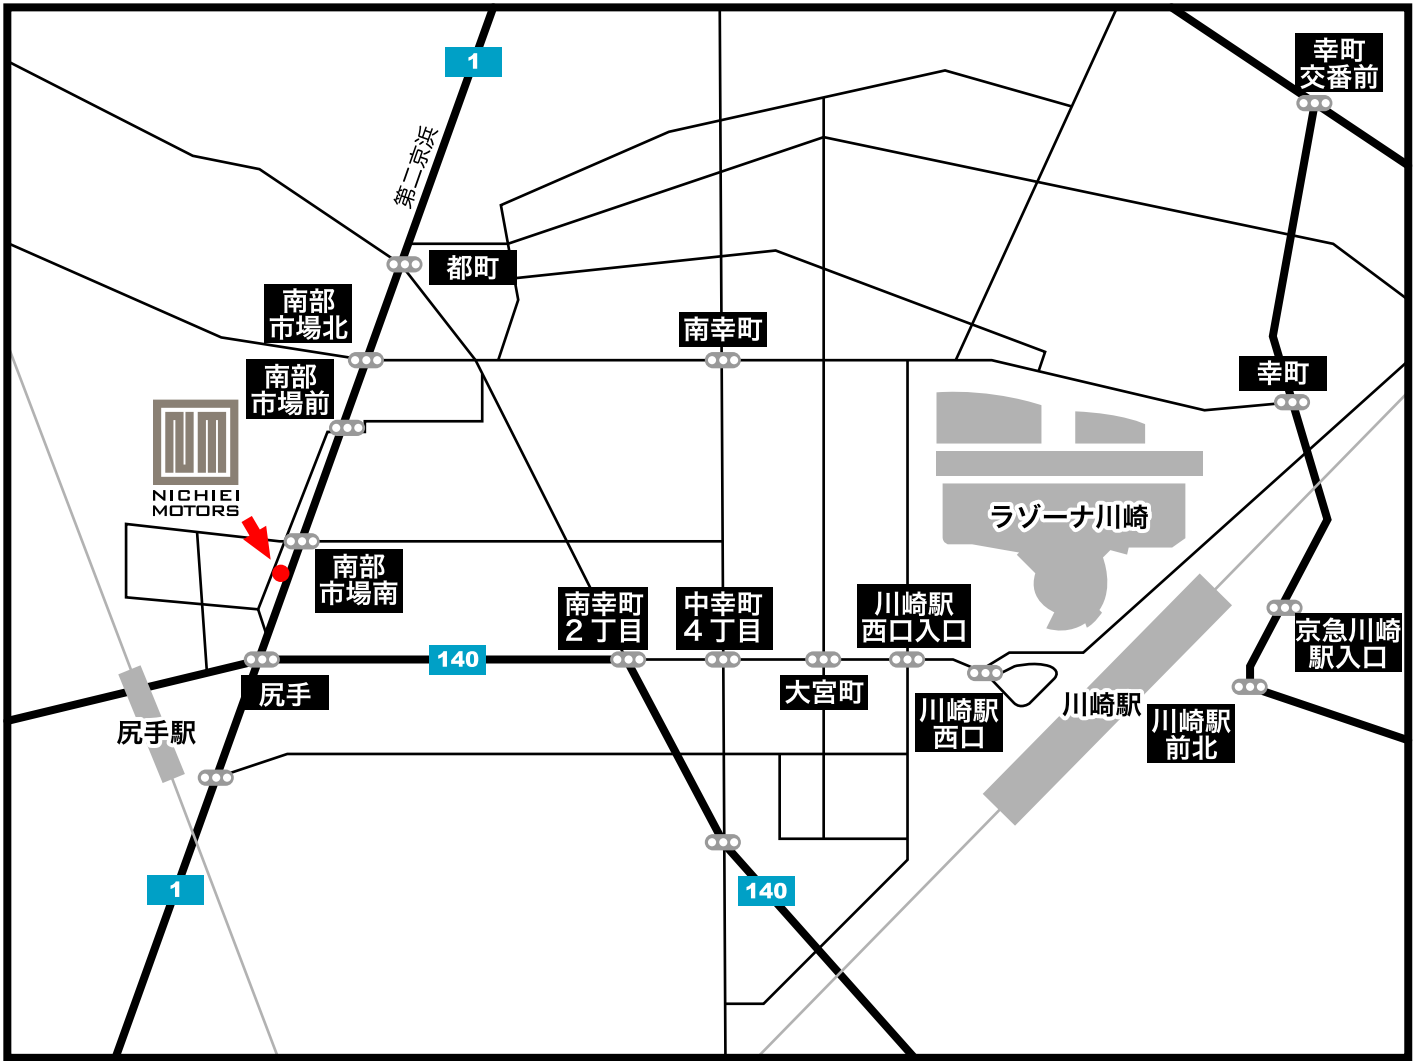 幸町
交番前
1
第二京浜
都町
南部
市場北
南幸町
幸町
南部
市場前
NICHIEI
MOTORS
ラゾーナ川崎
南部
市場南
南幸町
2丁目
中幸町
4丁目
川崎駅
西口入口
京急川崎
駅入口
140
尻手
大宮町
川崎駅
西口
川崎駅
川崎駅
前北
尻手駅
1
140